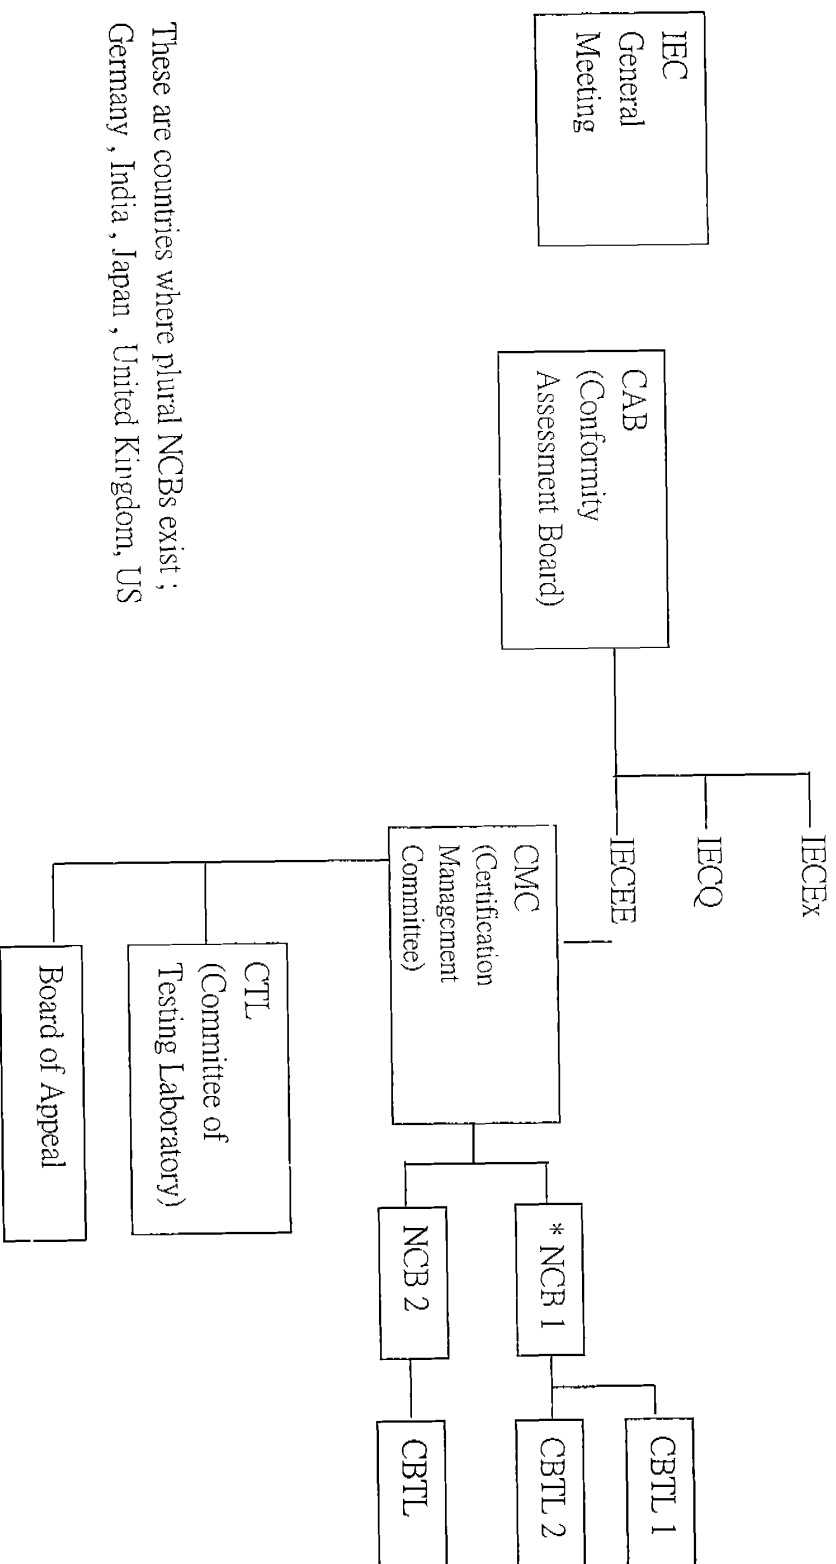 IEC
General
Meeting
CAB
(Conformity
Assessment Board)
IECEx
IECQ
IECEE
CMC
(Certification
Management
Committee)
CTL
(Committee of
Testing Laboratory)
Board of Appeal
* NCB 1
NCB 2
CBTL 1
CBTL 2
CBTL
These are countries where plural NCBs exist ;
Germany , India , Japan , United Kingdom, US